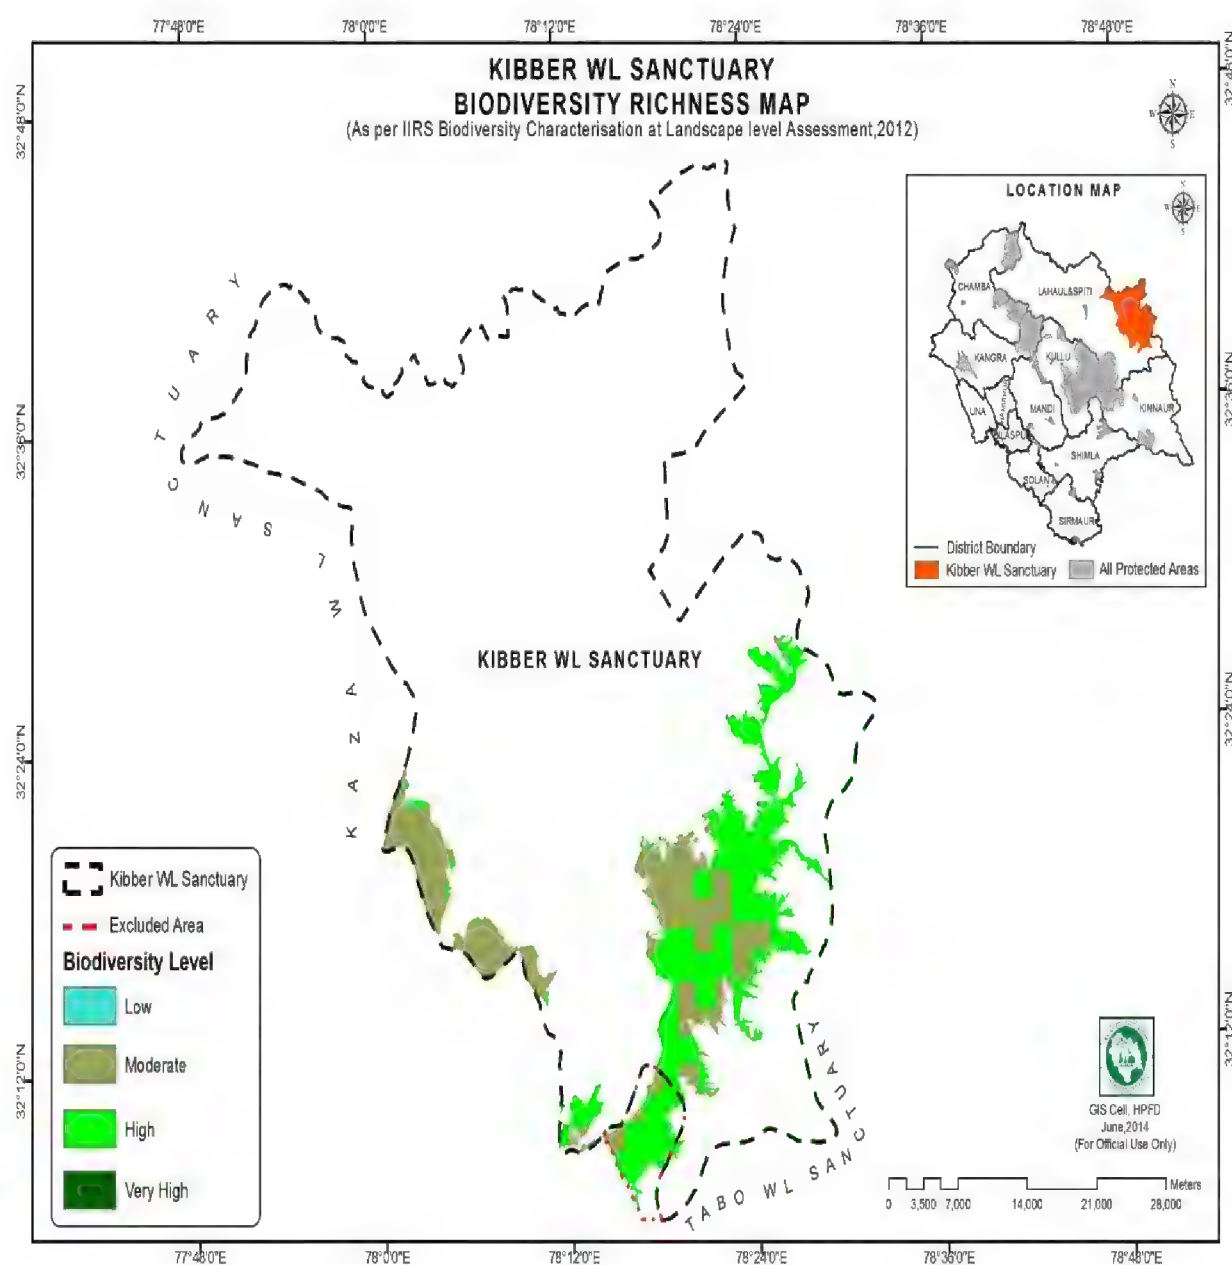 77°48'0"E 78°0'0"E 78°12'0"E 78°24'0"E 78°36'0"E 78°48'0"E
KIBBER WL SANCTUARY
BIODIVERSITY RICHNESS MAP
(As per IIRS Biodiversity Characterisation at Landscape level Assessment,2012)
N
W E
S
32°48'0"N
32°36'0"N
32°24'0"N
32°12'0"N
LOCATION MAP
N
W E
S
CHAMBA
LAHAUL&SPITI
KANGRA
KULLU
UNA
MANDI
KINNAUR
SHIMLA
SOLAN
SIRMAUR
District Boundary
Kibber WL Sanctuary
All Protected Areas
KAZA WL SANCTUARY
KIBBER WL SANCTUARY
TABO WL SANCTUARY
Kibber WL Sanctuary
Excluded Area
Biodiversity Level
Low
Moderate
High
Very High
GIS Cell, HPFD
June,2014
(For Official Use Only)
Meters
0 3,500 7,000 14,000 21,000 28,000
32°24'0"N
32°12'0"N
77°48'0"E 78°0'0"E 78°12'0"E 78°24'0"E 78°36'0"E 78°48'0"E